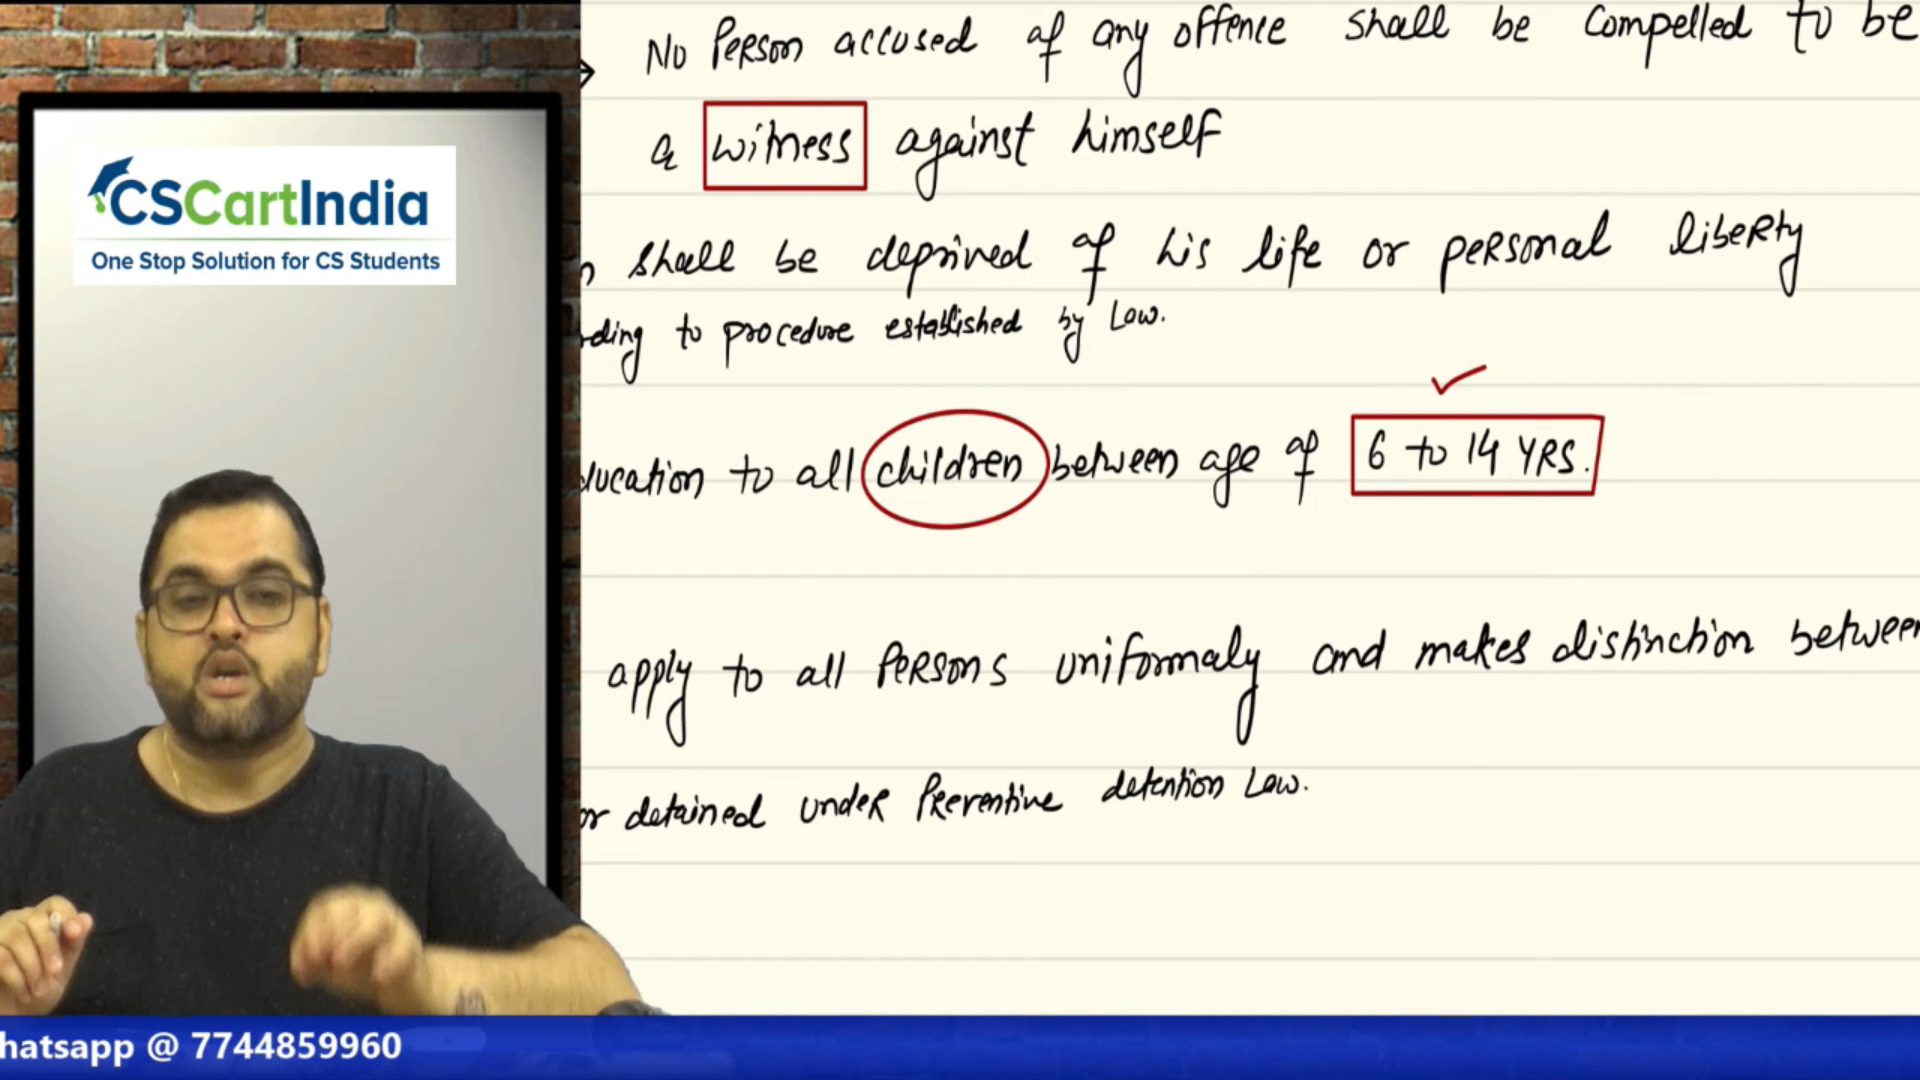 CSCartIndia
One Stop Solution for CS Students
No Person accused of any offence shall be compelled to be
a witness against himself
shall be deprived of his life or personal liberty
to procedure established by Law.
to all children between age of 6 to 14 YRS.
apply to all Persons uniformaly and makes distinction between
or detained under Preventive detention Law.
hatsapp @ 7744859960